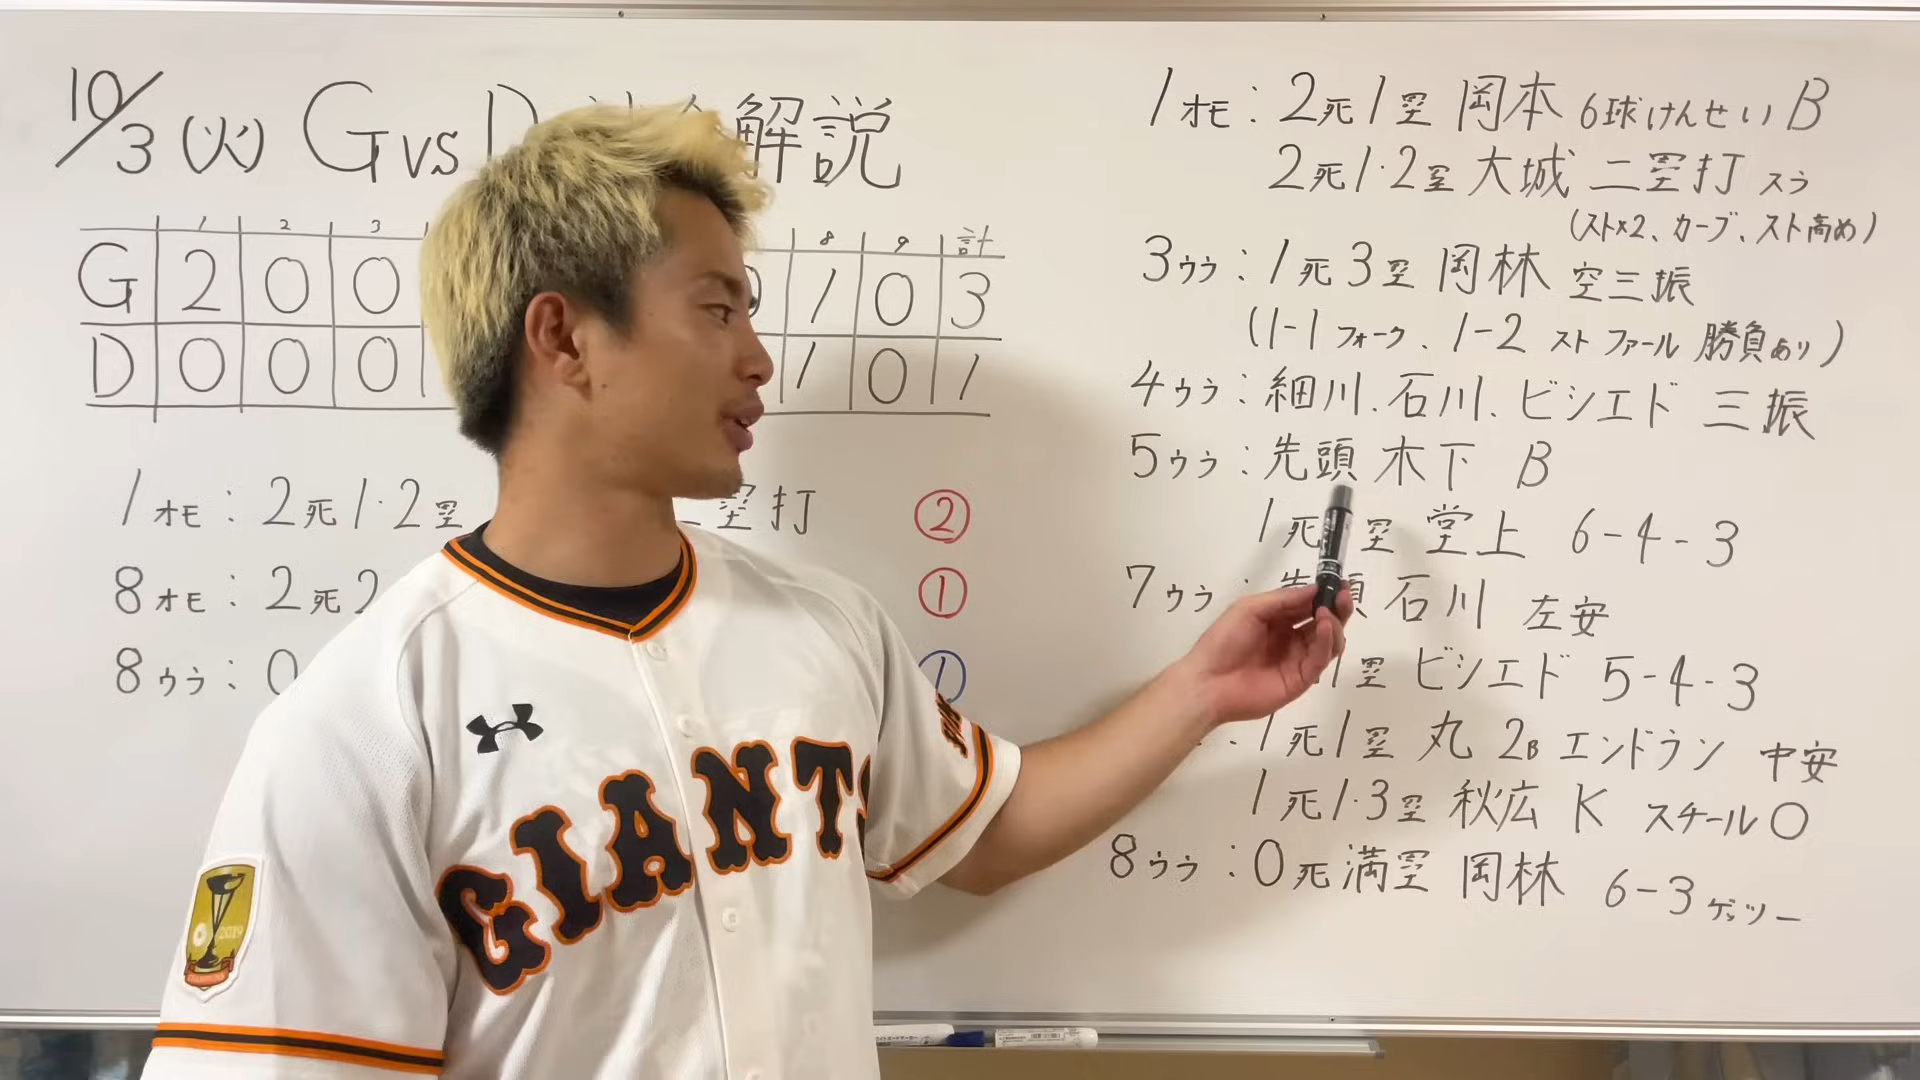 10/3(火) G vs D 解説
1 2 3 8 9 計
G 2 0 0 1 0 3
D 0 0 0 1 0 1
1オモ:2死1・2塁 二塁打 ②
8オモ:2死2 ①
8ウラ:0 ①
1オモ:2死1塁 岡本 6球けんせい B
2死1・2塁 大城 二塁打 スラ
(スト×2、カーブ、スト高め)
3ウラ:1死3塁 岡林 空三振
(1-1 フォーク、1-2 スト ファール 勝負あり)
4ウラ:細川、石川、ビシエド 三振
5ウラ:先頭 木下 B
1死 塁 堂上 6-4-3
7ウラ:先頭 石川 左安
1塁 ビシエド 5-4-3
:1死1塁 丸 2B エンドラン 中安
1死1・3塁 秋広 K スチール○
8ウラ:0死満塁 岡林 6-3 ゲッツー
GIANTS
2019
CHAMPIONS